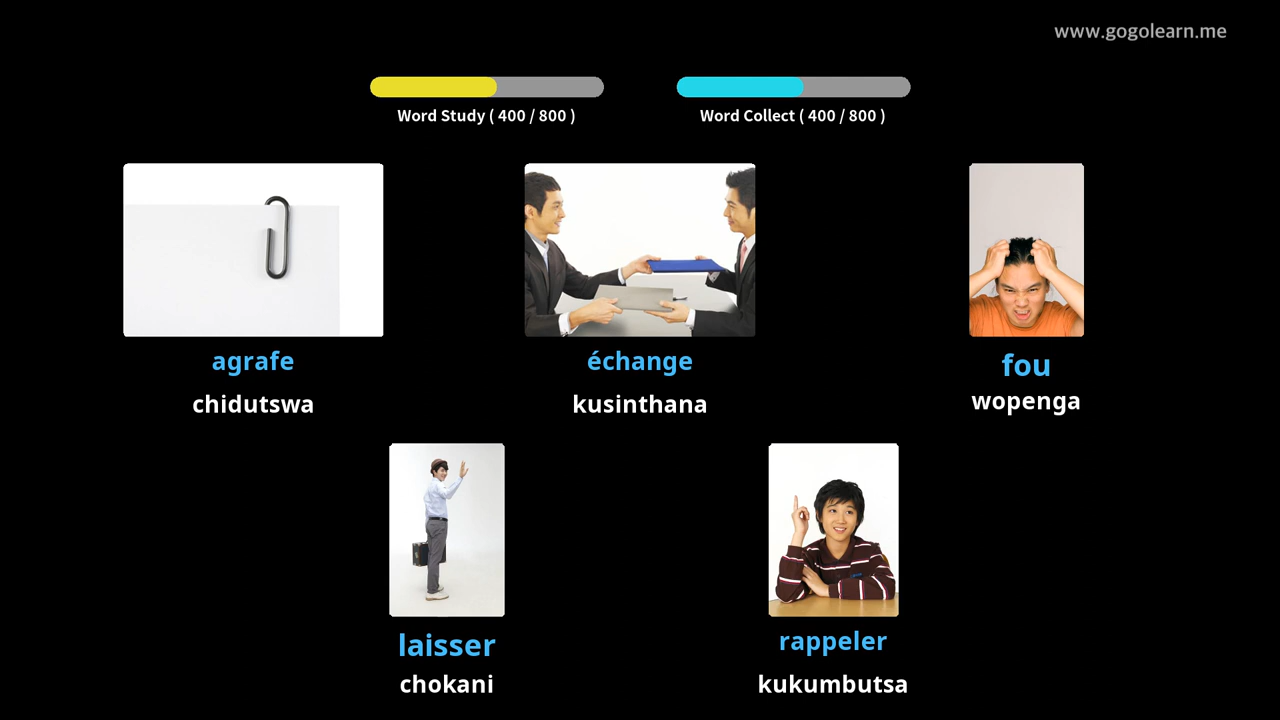 www.gogolearn.me
Word Study ( 400 / 800 )
Word Collect ( 400 / 800 )
agrafe
chidutswa
échange
kusinthana
fou
wopenga
laisser
chokani
rappeler
kukumbutsa